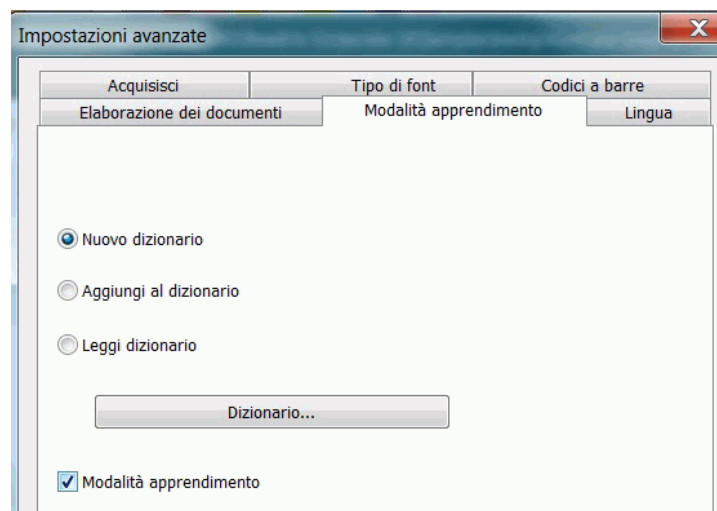 Impostazioni avanzate
X
Acquisisci Tipo di font Codici a barre
Elaborazione dei documenti Modalità apprendimento Lingua
Nuovo dizionario
Aggiungi al dizionario
Leggi dizionario
Dizionario...
Modalità apprendimento